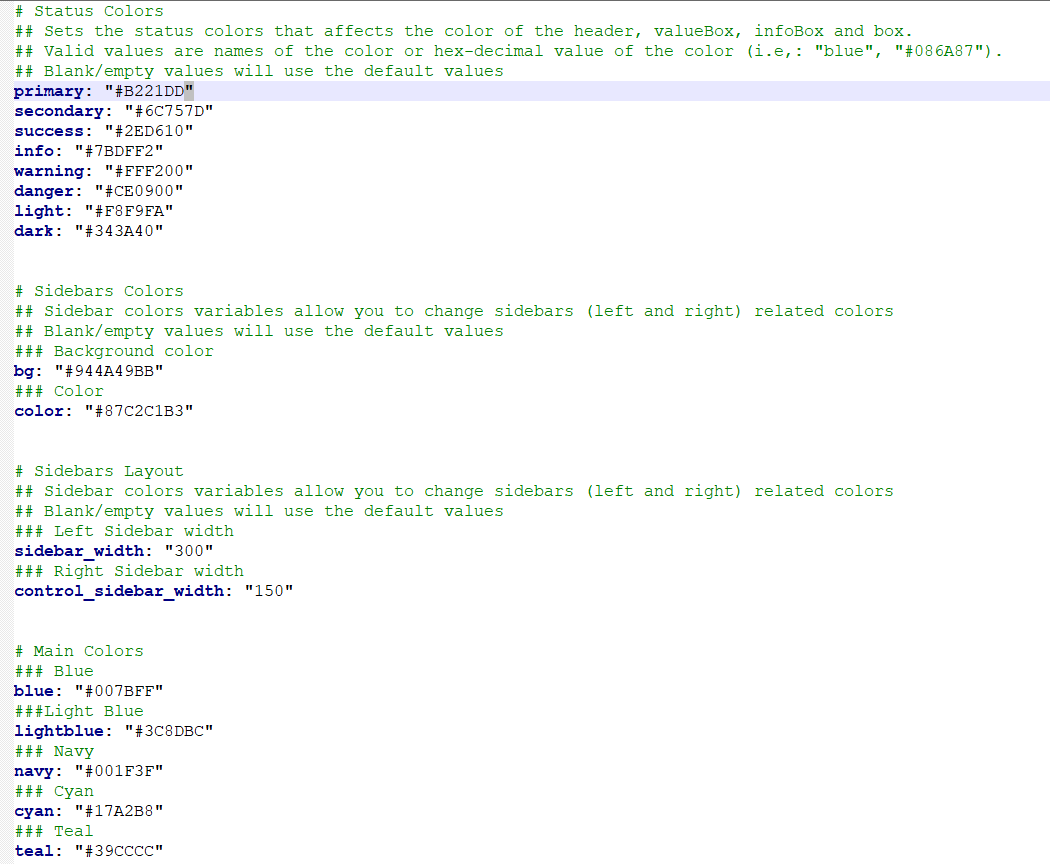 # Status Colors
## Sets the status colors that affects the color of the header, valueBox, infoBox and box.
## Valid values are names of the color or hex-decimal value of the color (i.e,: "blue", "#086A87").
## Blank/empty values will use the default values
primary: "#B221DD"
secondary: "#6C757D"
success: "#2ED610"
info: "#7BDFF2"
warning: "#FFF200"
danger: "#CE0900"
light: "#F8F9FA"
dark: "#343A40"
# Sidebars Colors
## Sidebar colors variables allow you to change sidebars (left and right) related colors
## Blank/empty values will use the default values
### Background color
bg: "#944A49BB"
### Color
color: "#87C2C1B3"
# Sidebars Layout
## Sidebar colors variables allow you to change sidebars (left and right) related colors
## Blank/empty values will use the default values
### Left Sidebar width
sidebar_width: "300"
### Right Sidebar width
control_sidebar_width: "150"
# Main Colors
### Blue
blue: "#007BFF"
###Light Blue
lightblue: "#3C8DBC"
### Navy
navy: "#001F3F"
### Cyan
cyan: "#17A2B8"
### Teal
teal: "#39CCCC"